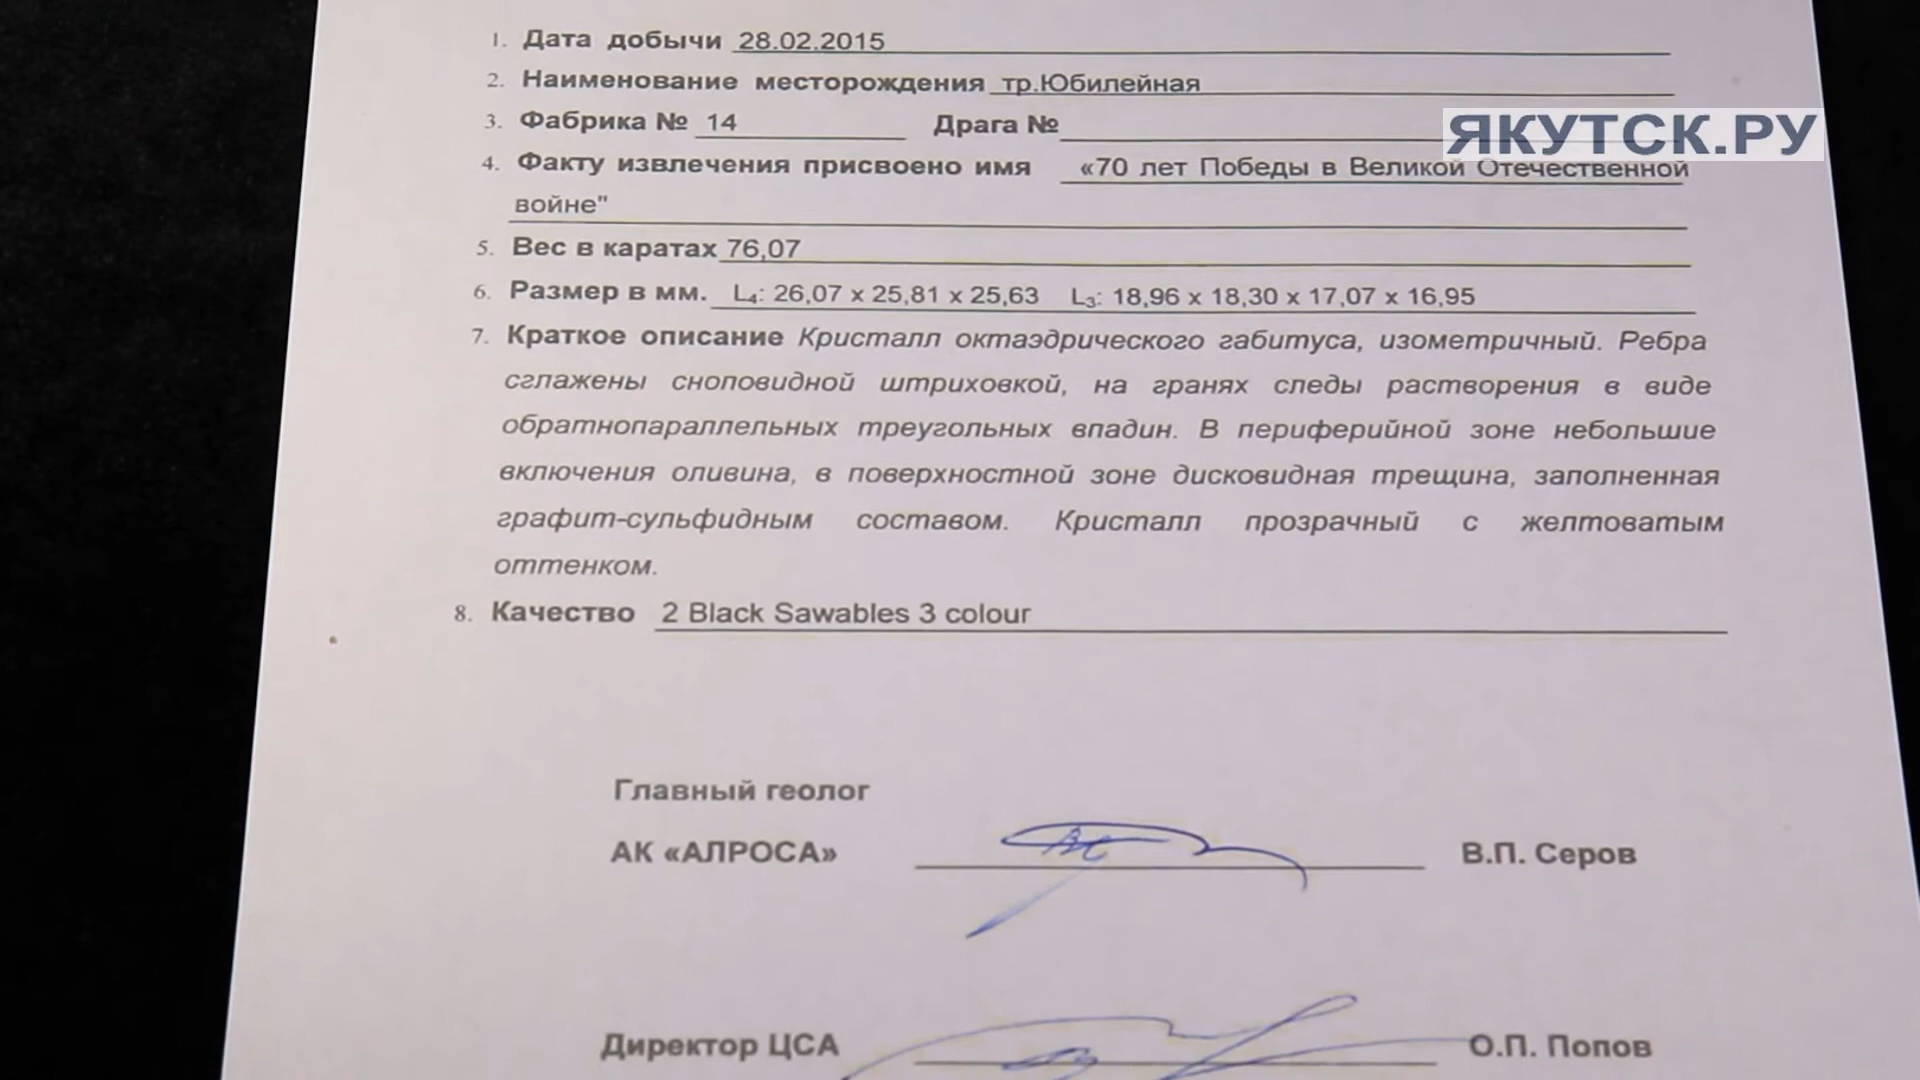 1. Дата добычи 28.02.2015
2. Наименование месторождения тр.Юбилейная
3. Фабрика № 14 Драга №
ЯКУТСК.РУ
4. Факту извлечения присвоено имя «70 лет Победы в Великой Отечественной
войне"
5. Вес в каратах 76,07
6. Размер в мм. L₄: 26,07 х 25,81 х 25,63 L₃: 18,96 х 18,30 х 17,07 х 16,95
7. Краткое описание Кристалл октаэдрического габитуса, изометричный. Ребра
сглажены сноповидной штриховкой, на гранях следы растворения в виде
обратнопараллельных треугольных впадин. В периферийной зоне небольшие
включения оливина, в поверхностной зоне дисковидная трещина, заполненная
графит-сульфидным составом. Кристалл прозрачный с желтоватым
оттенком.
8. Качество 2 Black Sawables 3 colour
Главный геолог
АК «АЛРОСА» В.П. Серов
Директор ЦСА О.П. Попов